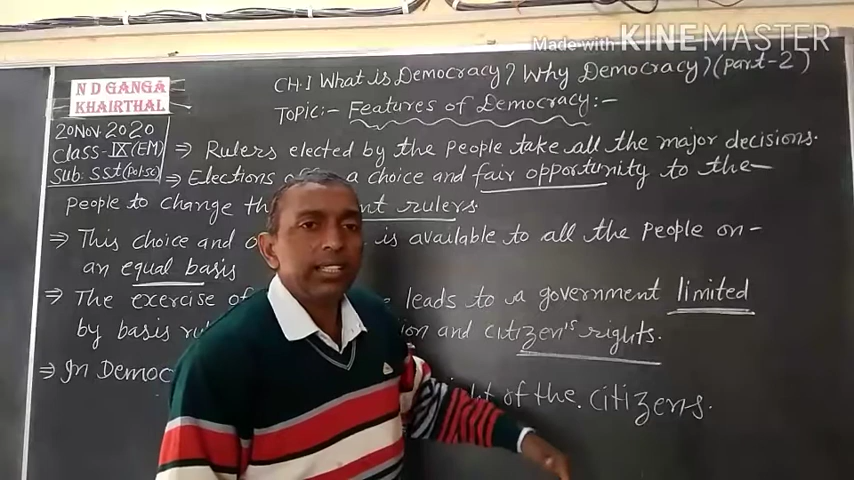 Made with KINEMASTER
N D GANGA
KHAIRTHAL
CH.1 What is Democracy? Why Democracy? (part-2)
TOPIC:- Features of Democracy:-
20 Nov. 2020
Class-IX (EM)
Sub: SSt (Pol.Sc)
⇒ Rulers elected by the People take all the major decisions.
⇒ Elections a choice and fair opportunity to the-
people to change the rulers.
⇒ This choice and is available to all the People on-
an equal basis
⇒ The exercise of leads to a government limited
by basis and citizen's rights.
⇒ In of the citizens.